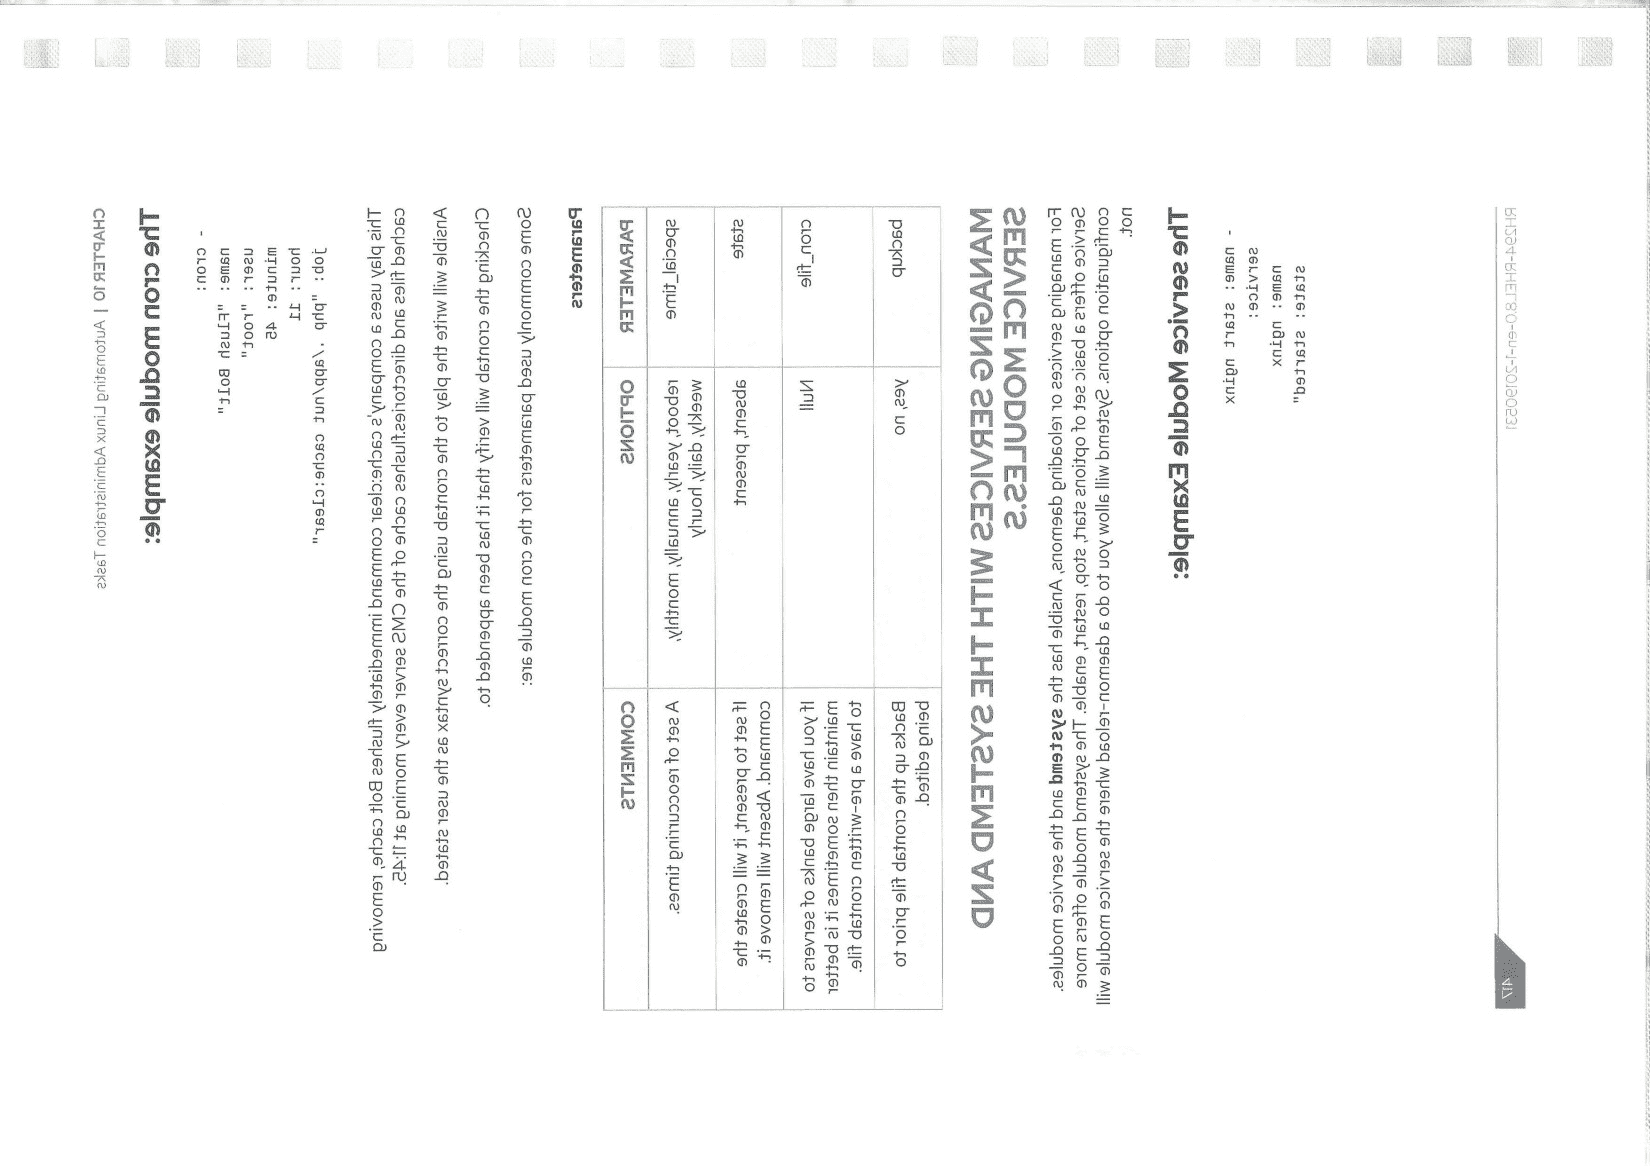 CHAPTER 10 | Automating Linux Administration Tasks
The cron module example:
- cron:
name: "Flush Bolt"
user: "root"
minute: 45
hour: 11
job: "php ./app/nut cache:clear"
This play uses a company's cache:clear command immediately flushes Bolt cache, removing
cached files and directories.flushes cache of the CMS server every morning at 11:45.
Ansible will write the play to the crontab using the correct syntax as the user stated.
Checking the crontab will verify that it has been appended to.
Some commonly used parameters for the cron module are:
Parameters
PARAMETER OPTIONS COMMENTS
special_time reboot, yearly, annually, monthly, A set of reoccurring times.
weekly, daily, hourly
state absent, present If set to present, it will create the
command. Absent will remove it.
cron_file Null If you have large banks of servers to
maintain then sometimes it is better
to have a pre-written crontab file.
backup yes, no Backs up the crontab file prior to
being edited.
MANAGING SERVICES WITH THE SYSTEMD AND
SERVICE MODULES.S
For managing services or reloading daemons, Ansible has the systemd and the service modules.
Service offers a basic set of options start, stop, restart, enable. The systemd module offers more
configuration options. Systemd will allow you to do a daemon-reload where the service module will
not.
The service Module Example:
- name: start nginx
service:
name: nginx
state: started"
RH294-RHEL8.0-en-1-20190531 417